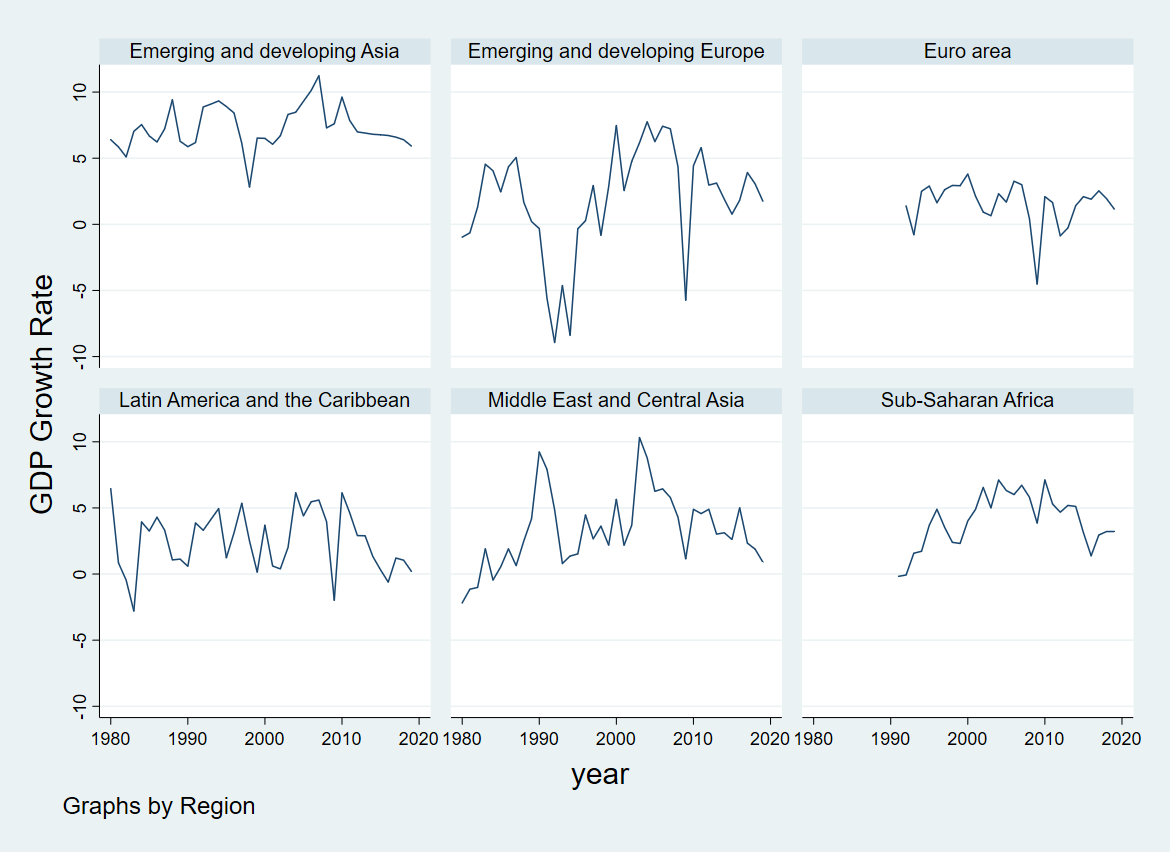 Emerging and developing Asia
Emerging and developing Europe
Euro area
10
5
0
-5
-10
Latin America and the Caribbean
Middle East and Central Asia
Sub-Saharan Africa
10
5
0
-5
-10
GDP Growth Rate
1980 1990 2000 2010 2020
1980 1990 2000 2010 2020
1980 1990 2000 2010 2020
year
Graphs by Region